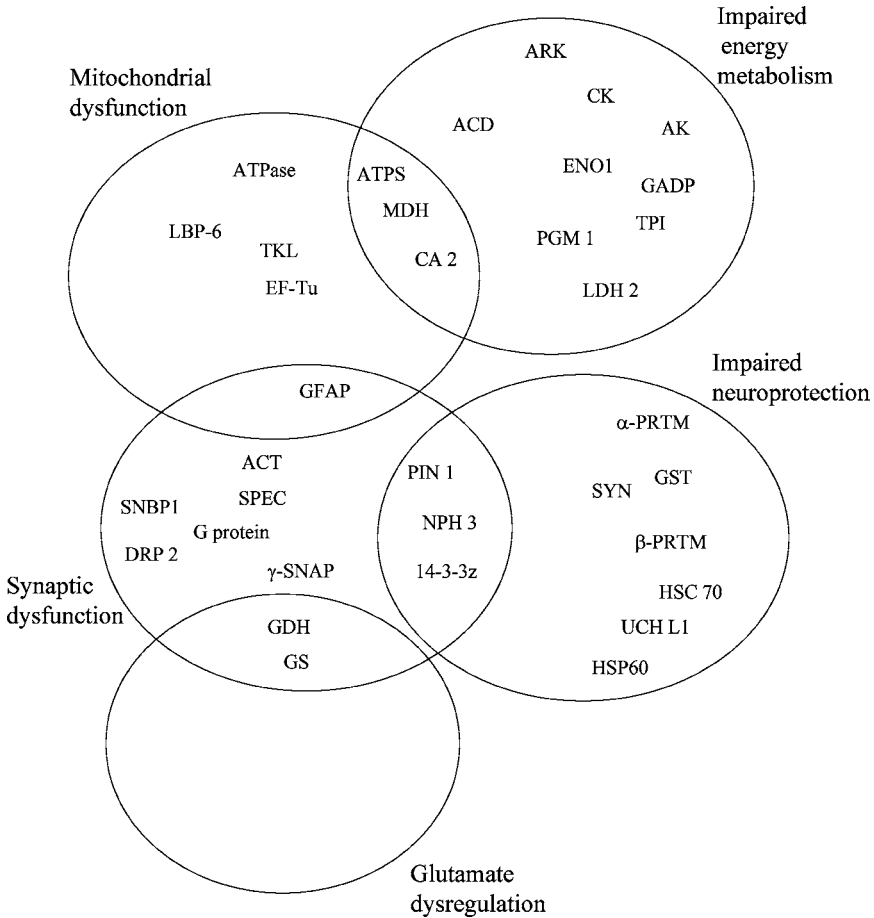 Impaired
energy
metabolism
Mitochondrial
dysfunction
ARK
CK
ACD
AK
ENO1
GADP
TPI
PGM 1
LDH 2
ATPase
ATPS
MDH
CA 2
LBP-6
TKL
EF-Tu
GFAP
Impaired
neuroprotection
α-PRTM
GST
SYN
β-PRTM
HSC 70
UCH L1
HSP60
PIN 1
NPH 3
14-3-3z
ACT
SPEC
SNBP1
G protein
DRP 2
γ-SNAP
Synaptic
dysfunction
GDH
GS
Glutamate
dysregulation